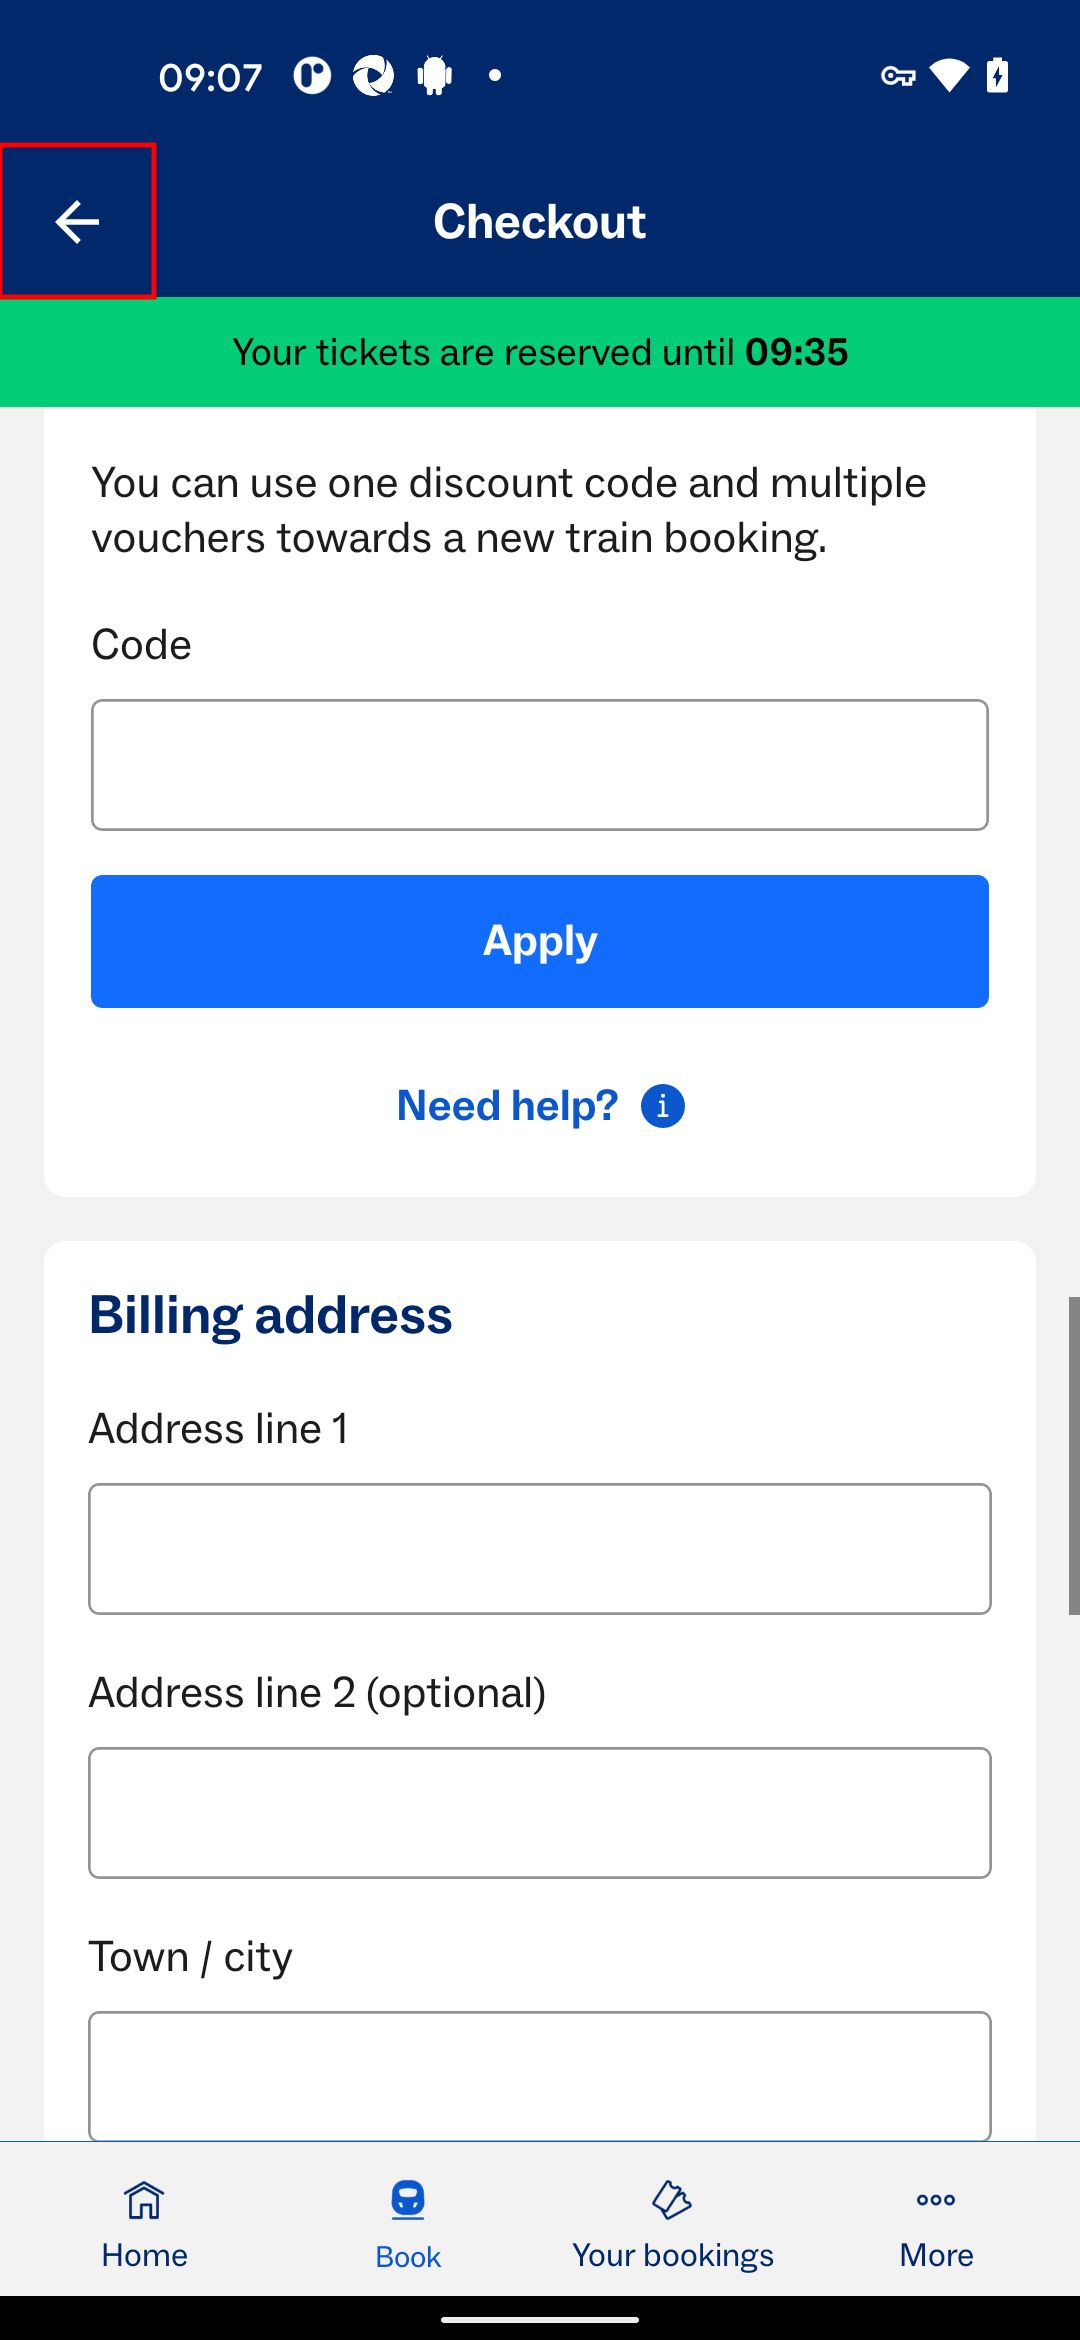 09:07
Checkout
Your tickets are reserved until 09:35
You can use one discount code and multiple
vouchers towards a new train booking.
Code
Apply
Need help?
Billing address
Address line 1
Address line 2 (optional)
Town / city
Home
Book
Your bookings
More